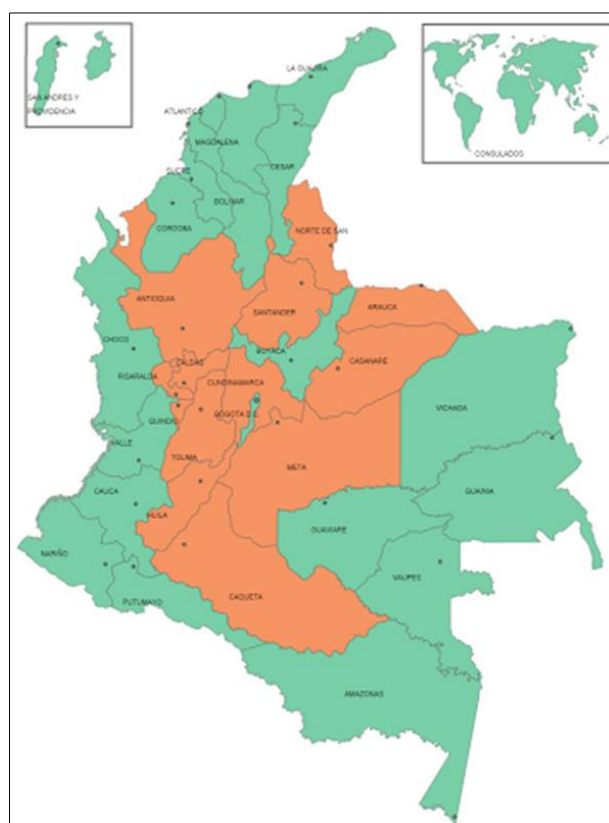 LA GUAJIRA
SAN ANDRES Y
PROVIDENCIA
ATLANTICO
MAGDALENA
CONSULADOS
CESAR
SUCRE
BOLIVAR
CORDOBA
NORTE DE SAN
ANTIOQUIA
ARAUCA
SANTANDER
CHOCO
BOYACA
CALDAS
CASANARE
RISARALDA
CUNDINAMARCA
VICHADA
BOGOTA D.C.
QUINDIO
VALLE
TOLIMA
META
CAUCA
GUAINIA
HUILA
GUAVIARE
NARIÑO
VAUPES
CAQUETA
PUTUMAYO
AMAZONAS